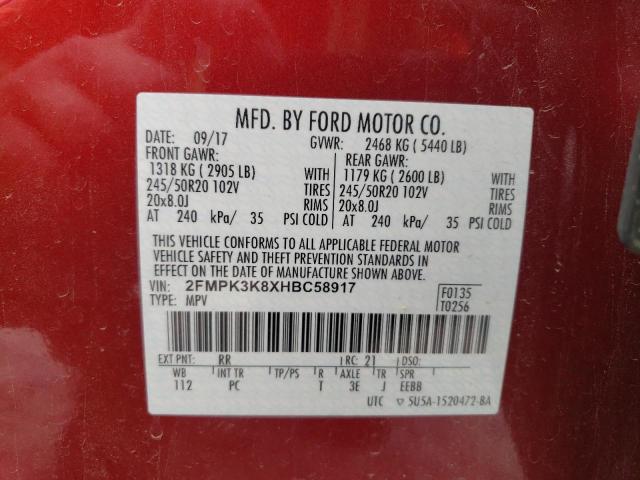 MFD. BY FORD MOTOR CO.
DATE: 09/17 GVWR: 2468 KG ( 5440 LB)
FRONT GAWR: REAR GAWR:
1318 KG ( 2905 LB) WITH 1179 KG ( 2600 LB) WITH
245/50R20 102V TIRES 245/50R20 102V TIRES
20x8.0J RIMS 20x8.0J RIMS
AT 240 kPa/ 35 PSI COLD AT 240 kPa/ 35 PSI COLD
THIS VEHICLE CONFORMS TO ALL APPLICABLE FEDERAL MOTOR
VEHICLE SAFETY AND THEFT PREVENTION STANDARDS IN
EFFECT ON THE DATE OF MANUFACTURE SHOWN ABOVE.
VIN: 2FMPK3K8XHBC58917 F0135
TYPE: MPV T0256
EXT PNT: RR RC: 21 DSO:
WB INT TR TP/PS R AXLE TR SPR
112 PC T 3E J EEBB
UTC ▽ 5U5A-1520472-BA